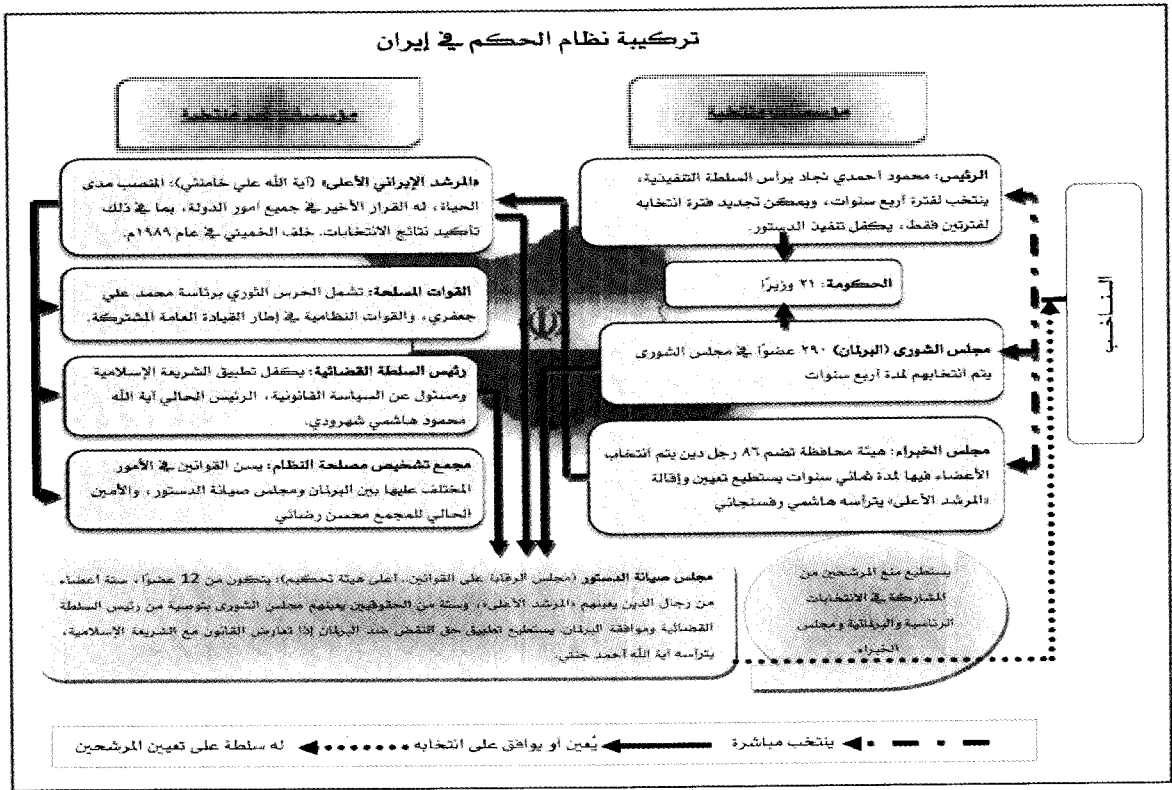 تركيبة نظام الحكم في إيران
مؤسسات منتخبة
مؤسسات غير منتخبة
الناخب
الرئيس: محمود أحمدي نجاد يرأس السلطة التنفيذية،
ينتخب لفترة أربع سنوات، ويمكن تجديد فترة انتخابه
لفترتين فقط، يكفل تنفيذ الدستور.
الحكومة: ٢١ وزيرًا
مجلس الشورى (البرلمان) ٢٩٠ عضوًا في مجلس الشورى
يتم انتخابهم لمدة أربع سنوات
مجلس الخبراء: هيئة محافظة تضم ٨٦ رجل دين يتم انتخاب
الأعضاء فيها لمدة ثماني سنوات يستطيع تعيين وإقالة
«المرشد الأعلى» يترأسه هاشمي رفسنجاني
«المرشد الإيراني الأعلى» (آية الله علي خامنئي): المنصب مدى
الحياة، له القرار الأخير في جميع أمور الدولة، بما في ذلك
تأكيد نتائج الانتخابات. خلف الخميني في عام ١٩٨٩م.
القوات المسلحة: تشمل الحرس الثوري برئاسة محمد علي
جعفري، والقوات النظامية في إطار القيادة العامة المشتركة.
رئيس السلطة القضائية: يكفل تطبيق الشريعة الإسلامية
ومسئول عن السياسة القانونية، الرئيس الحالي آية الله
محمود هاشمي شهرودي.
مجمع تشخيص مصلحة النظام: يسن القوانين في الأمور
المختلف عليها بين البرلمان ومجلس صيانة الدستور، والأمين
الحالي للمجمع محسن رضائي
يستطيع منع المرشحين من
المشاركة في الانتخابات
الرئاسية والبرلمانية ومجلس
الخبراء.
مجلس صيانة الدستور (مجلس الرقابة على القوانين.. أعلى هيئة تحكيم): يتكون من 12 عضوًا، ستة أعضاء
من رجال الدين يعينهم «المرشد الأعلى»، وستة من الحقوقيين يعينهم مجلس الشورى بتوصية من رئيس السلطة
القضائية وموافقة البرلمان. يستطيع تطبيق حق النقض ضد البرلمان إذا تعارض القانون مع الشريعة الإسلامية،
يترأسه آية الله أحمد جنتي.
ينتخب مباشرة
يُعين أو يوافق على انتخابه
له سلطة على تعيين المرشحين